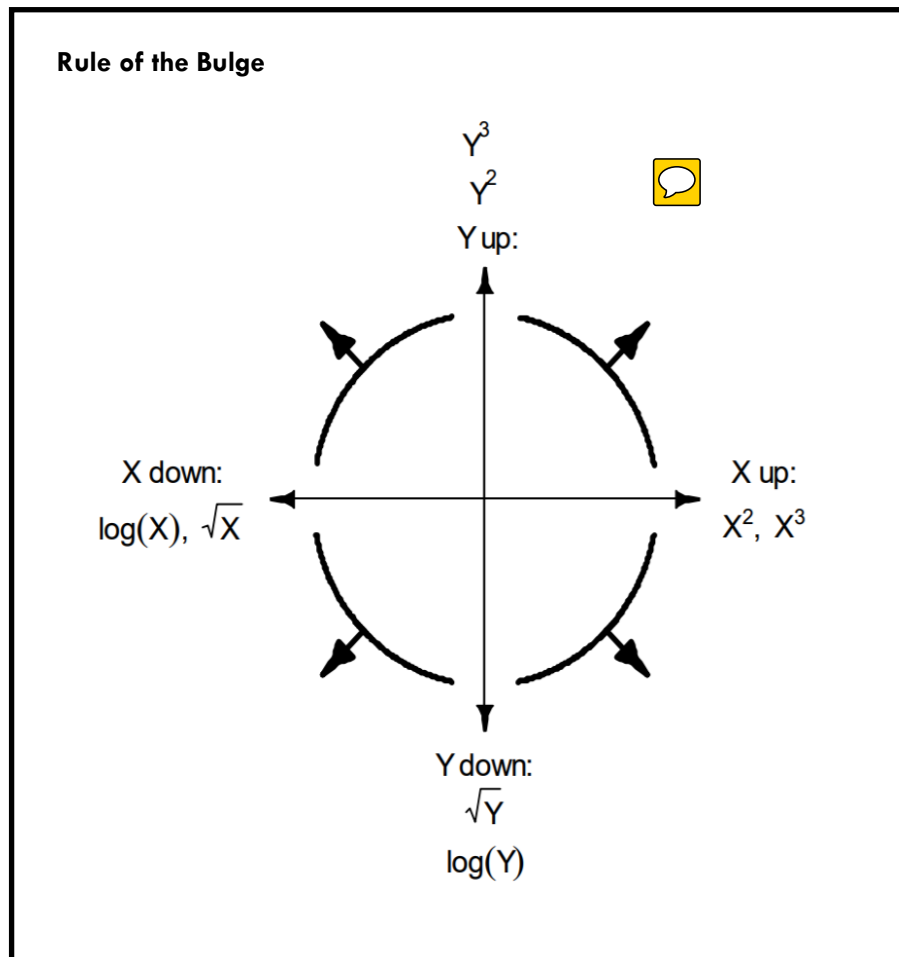 Rule of the Bulge
Y³
Y²
Y up:
X down:
log(X), √X
X up:
X², X³
Y down:
√Y
log(Y)